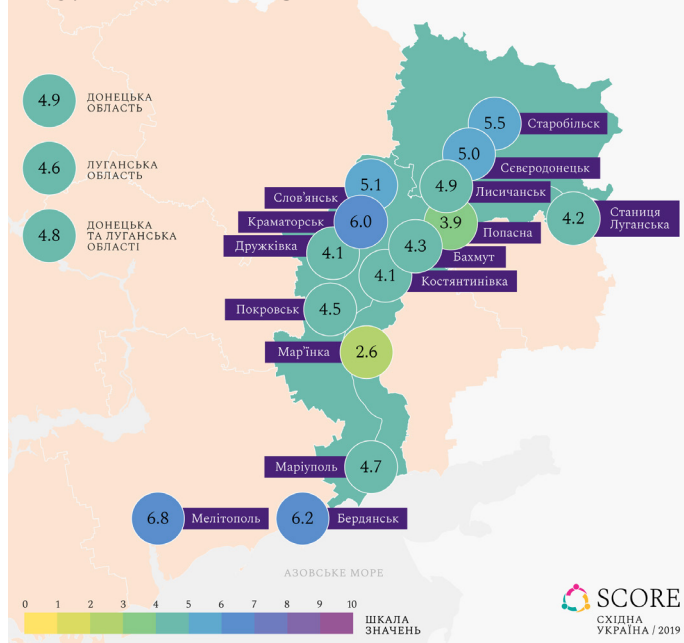 4.9
ДОНЕЦЬКА
ОБЛАСТЬ
4.6
ЛУГАНСЬКА
ОБЛАСТЬ
4.8
ДОНЕЦЬКА
ТА ЛУГАНСЬКА
ОБЛАСТІ
5.5 Старобільск
5.0 Сєвєродонецьк
Слов'янськ 5.1
4.9 Лисичанськ
Краматорськ 6.0
3.9 Попасна
4.2 Станиця
Луганська
Дружківка 4.1
4.3 Бахмут
4.1 Костянтинівка
Покровськ 4.5
Мар'їнка 2.6
Маріуполь 4.7
6.8 Мелітополь
6.2 Бердянськ
АЗОВСЬКЕ МОРЕ
0 1 2 3 4 5 6 7 8 9 10
ШКАЛА
ЗНАЧЕНЬ
SCORE
СХІДНА
УКРАЇНА / 2019